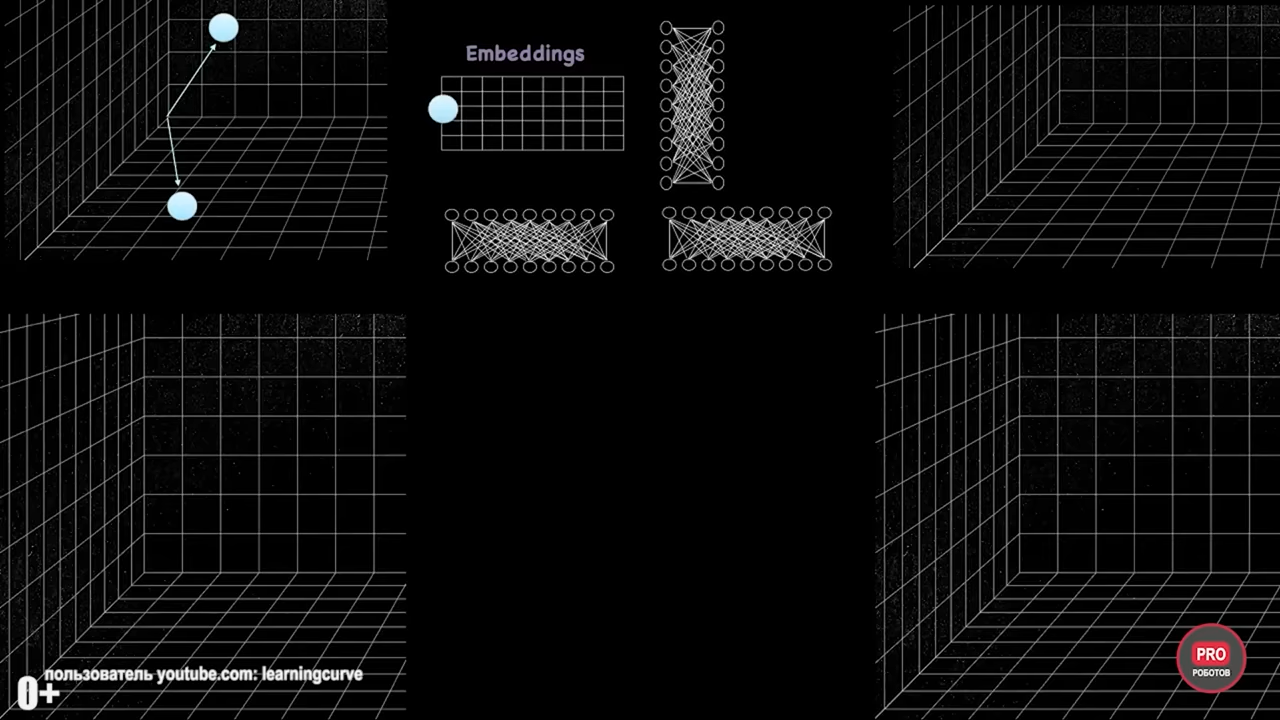 Embeddings
пользователь youtube.com: learningcurve
0+
PRO
РОБОТОВ